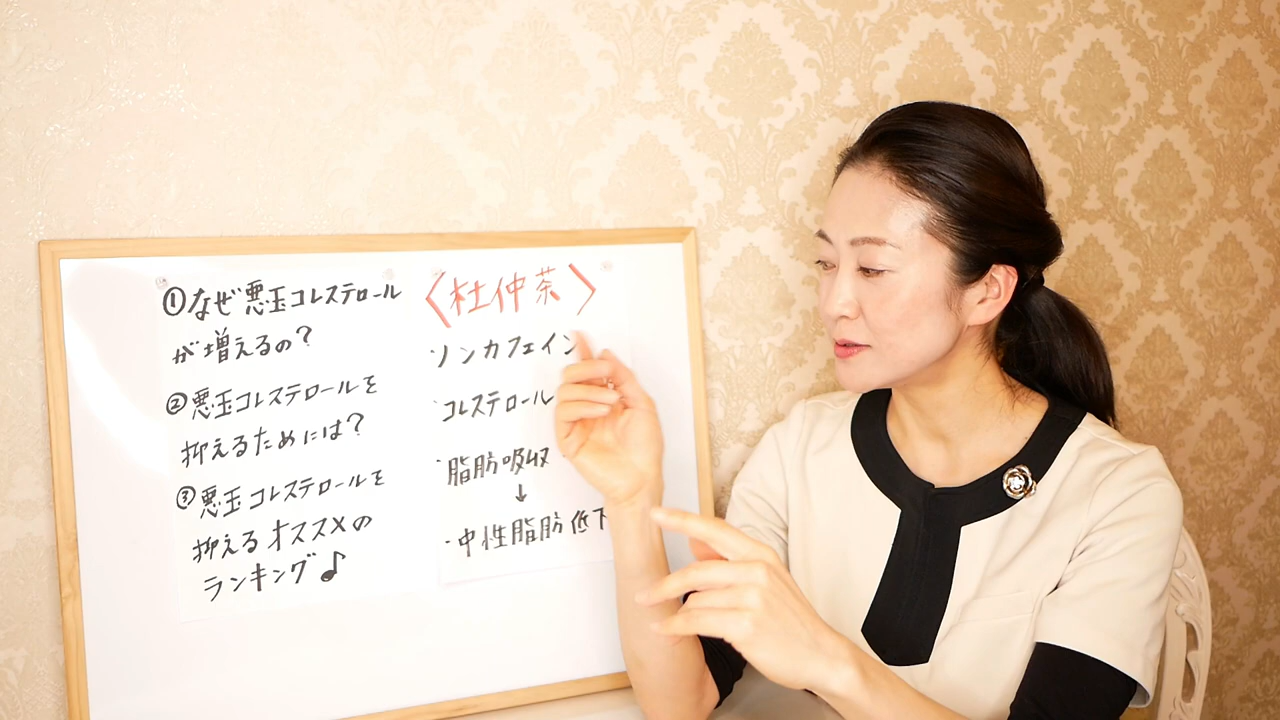 ①なぜ悪玉コレステロール
が増えるの？
②悪玉コレステロールを
抑えるためには？
③悪玉コレステロールを
抑えるオススメの
ランキング♪
〈杜仲茶〉
・ノンカフェイン
・コレステロール
・脂肪吸収
↓
・中性脂肪低下